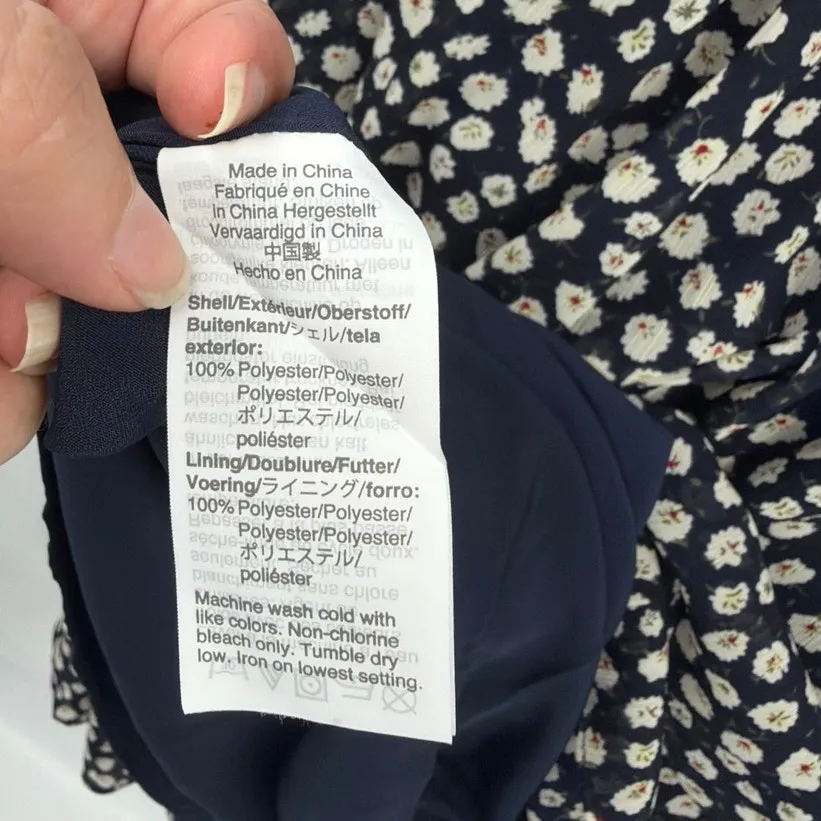 Made in China
Fabriqué en Chine
in China Hergestellt
Vervaardigd in China
中国製
Hecho en China
Shell/Extérieur/Oberstoff/
Buitenkant/シェル/tela
exterior:
100% Polyester/Polyester/
Polyester/Polyester/
ポリエステル/
poliéster
Lining/Doublure/Futter/
Voering/ライニング/forro:
100% Polyester/Polyester/
Polyester/Polyester/
ポリエステル/
poliéster
Machine wash cold with
like colors. Non-chlorine
bleach only. Tumble dry
low. Iron on lowest setting.